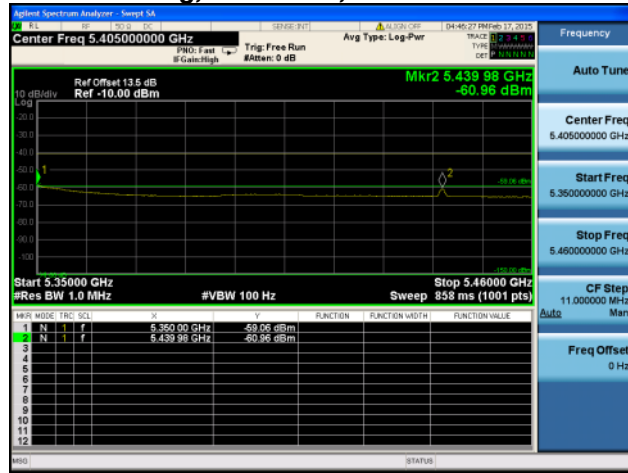 Agilent Spectrum Analyzer - Swept SA
RL RF 50 Ω DC SENSE:INT ALIGN OFF 04:46:27 PM Feb 17, 2015
Center Freq 5.405000000 GHz
PNO: Fast
IFGain:High
Trig: Free Run
#Atten: 0 dB
Avg Type: Log-Pwr
TRACE 1 2 3 4 5 6
TYPE
DET P N N N N N
Frequency
Ref Offset 13.5 dB
Ref -10.00 dBm
10 dB/div
Log
Mkr2 5.439 98 GHz
-60.96 dBm
Auto Tune
-20.0
-30.0
-40.0
-50.0
-60.0
-70.0
-80.0
-90.0
-100
1
2
-59.06 dBm
Center Freq
5.405000000 GHz
Start Freq
5.350000000 GHz
Stop Freq
5.460000000 GHz
Start 5.35000 GHz
Stop 5.46000 GHz
#Res BW 1.0 MHz #VBW 100 Hz Sweep 858 ms (1001 pts)
CF Step
11.000000 MHz
Auto Man
Freq Offset
0 Hz
MKR MODE TRC SCL X Y FUNCTION FUNCTION WIDTH FUNCTION VALUE
1 N 1 f 5.350 00 GHz -59.06 dBm
2 N 1 f 5.439 98 GHz -60.96 dBm
3
4
5
6
7
8
9
10
11
12
MSG STATUS